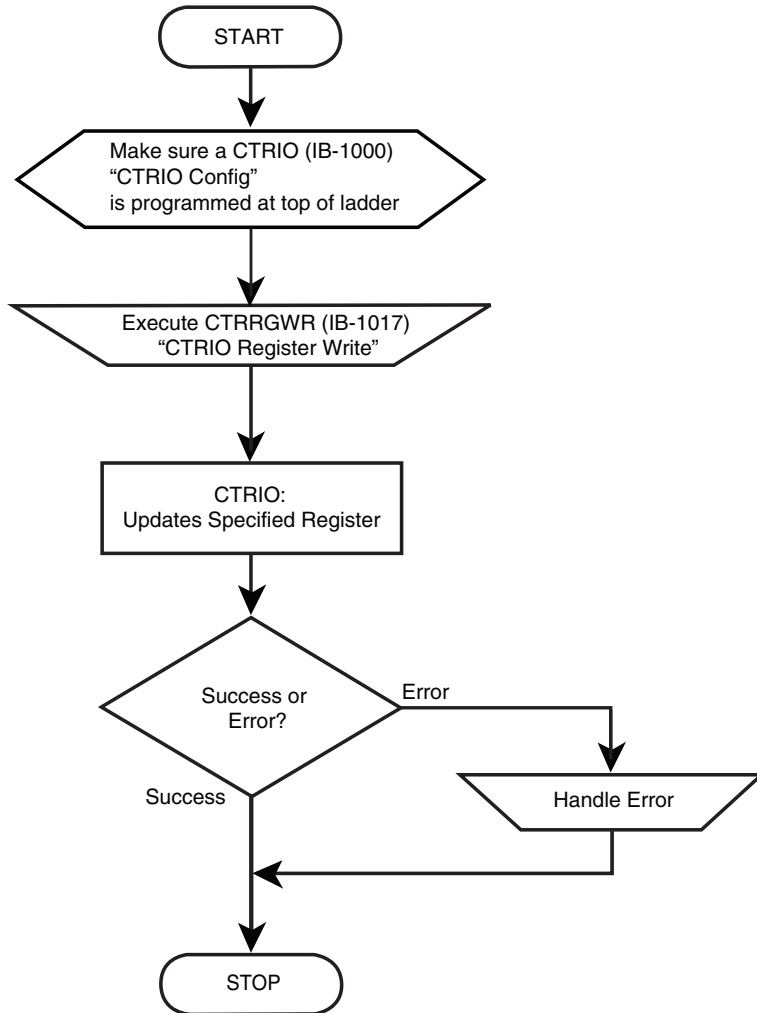 START
Make sure a CTRIO (IB-1000)
“CTRIO Config”
is programmed at top of ladder
Execute CTRRGWR (IB-1017)
“CTRIO Register Write”
CTRIO:
Updates Specified Register
Success or
Error?
Error
Success
Handle Error
STOP